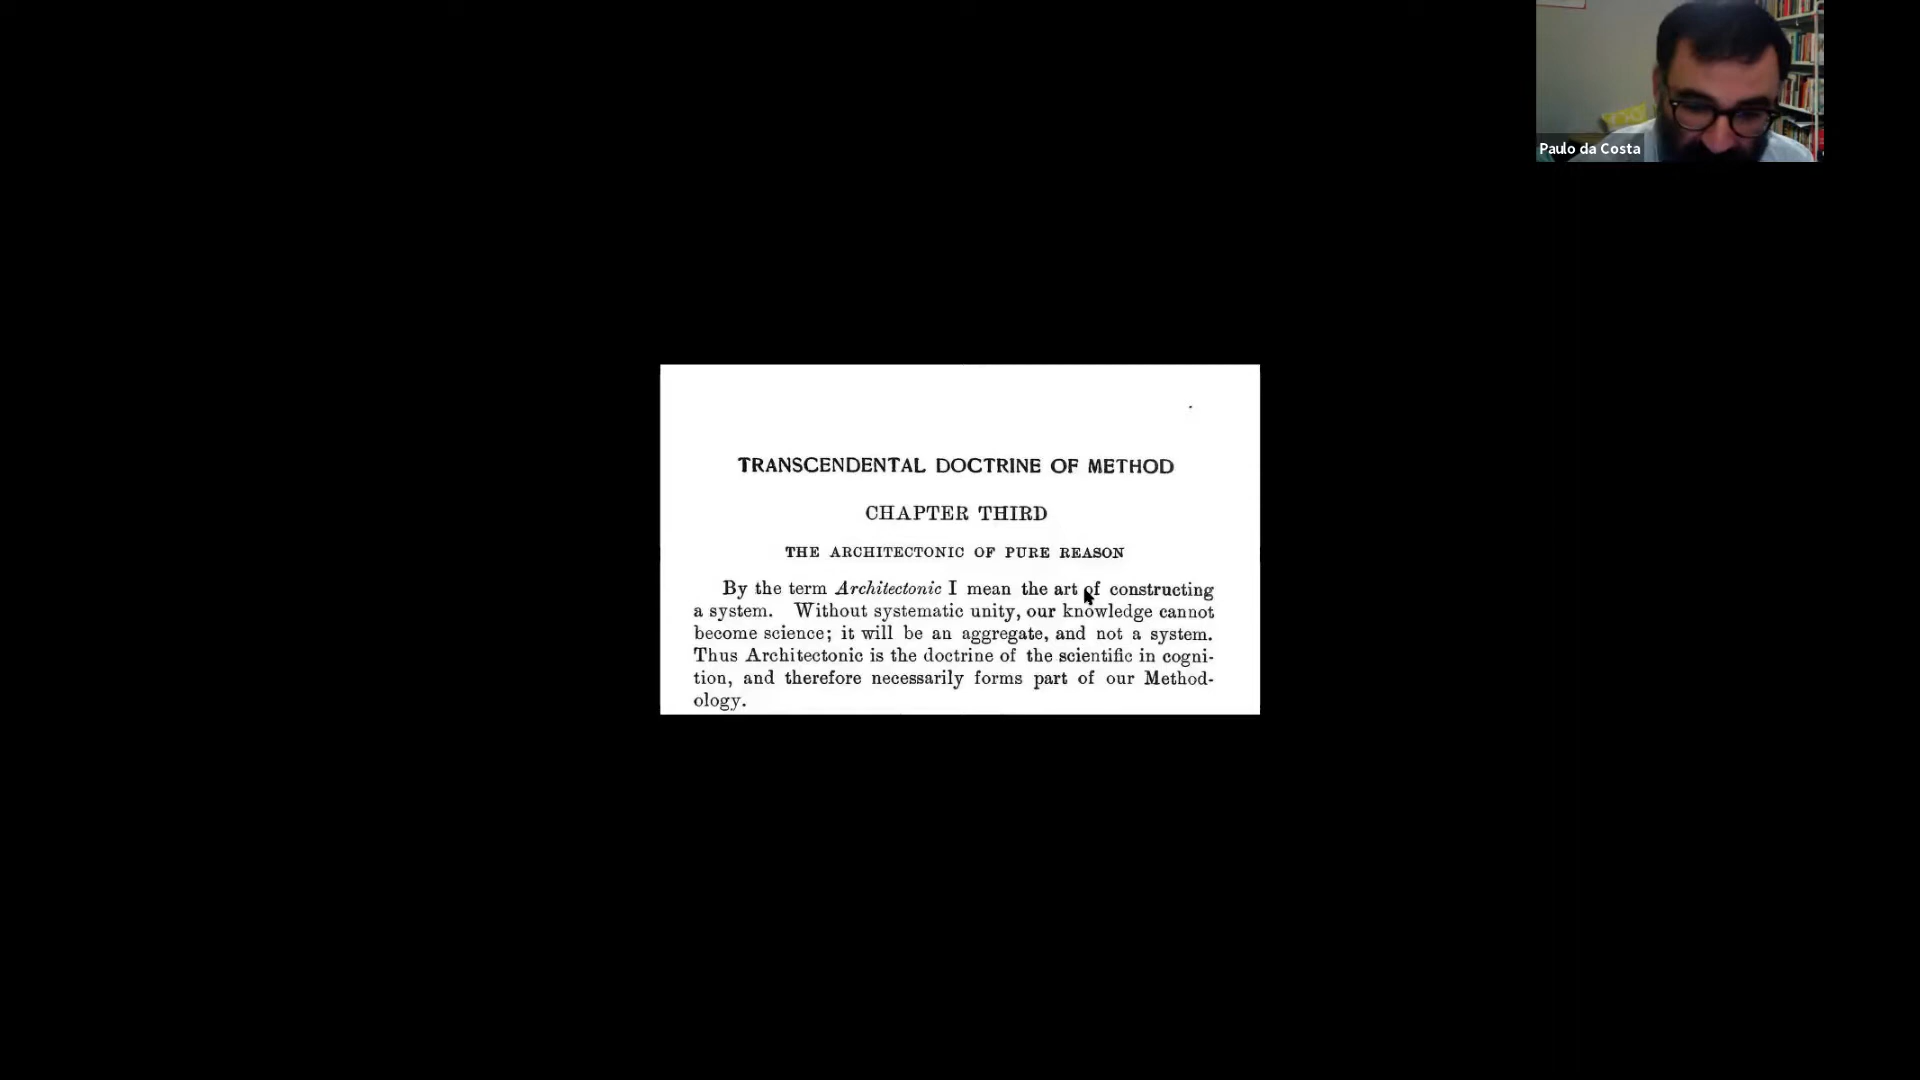 Paulo da Costa
TRANSCENDENTAL DOCTRINE OF METHOD
CHAPTER THIRD
THE ARCHITECTONIC OF PURE REASON
By the term Architectonic I mean the art of constructing
a system. Without systematic unity, our knowledge cannot
become science; it will be an aggregate, and not a system.
Thus Architectonic is the doctrine of the scientific in cogni-
tion, and therefore necessarily forms part of our Method-
ology.